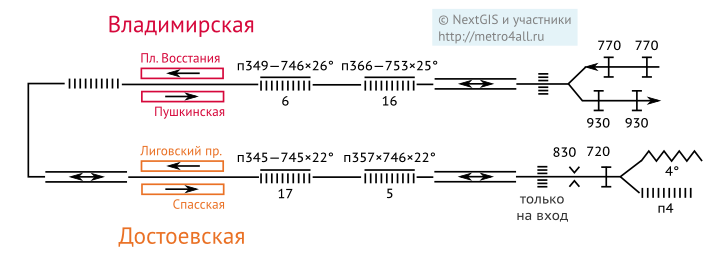 Владимирская
© NextGIS и участники
http://metro4all.ru
Пл. Восстания
п349—746×26°
п366—753×25°
770
770
6
16
Пушкинская
930
930
Лиговский пр.
п345—745×22°
п357×746×22°
830
720
4°
Спасская
17
5
только
на вход
п4
Достоевская